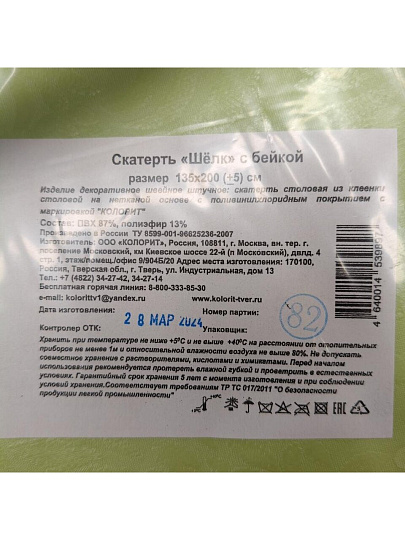 Скатерть «Шёлк» с бейкой
размер 135х200 (±5) см
Изделие декоративное швейное штучное: скатерть столовая из клеенки
столовой на нетканой основе с поливинилхлоридным покрытием с
маркировкой "КОЛОРИТ"
Состав: ПВХ 87%, полиэфир 13%
Произведено в России ТУ 8599-001-96625236-2007
Изготовитель: ООО «КОЛОРИТ», Россия, 108811, г. Москва, вн. тер. г.
поселение Московский, км Киевское шоссе 22-й (п Московский), двлд. 4
стр. 1, этаж/помещ./офис 9/904Б/20 Адрес места изготовления: 170100,
Россия, Тверская обл., г. Тверь, ул. Индустриальная, дом 13
Тел.: +7 (4822) 34-27-42, 34-14-17
Бесплатная горячая линия: 8-800-333-85-30
e-mail: kolorittv1@yandex.ru www.kolorit-tver.ru
Дата изготовления: 28 МАР 2024 Номер партии:
Контролер ОТК: Упаковщик: 82
Хранить при температуре не ниже +5°С и не выше +40°С на расстоянии от отопительных
приборов не менее 1м и относительной влажности воздуха не выше 80%. Не допускать
совместное хранение с растворителями, кислотами и химикатами. Перед началом
использования рекомендуется протереть влажной губкой и проветрить в естественных
условиях. Гарантийный срок хранения 5 лет с момента изготовления и при соблюдении
условий хранения.Соответствует требованиям ТР ТС 017/2011 "О безопасности
продукции легкой промышленности"